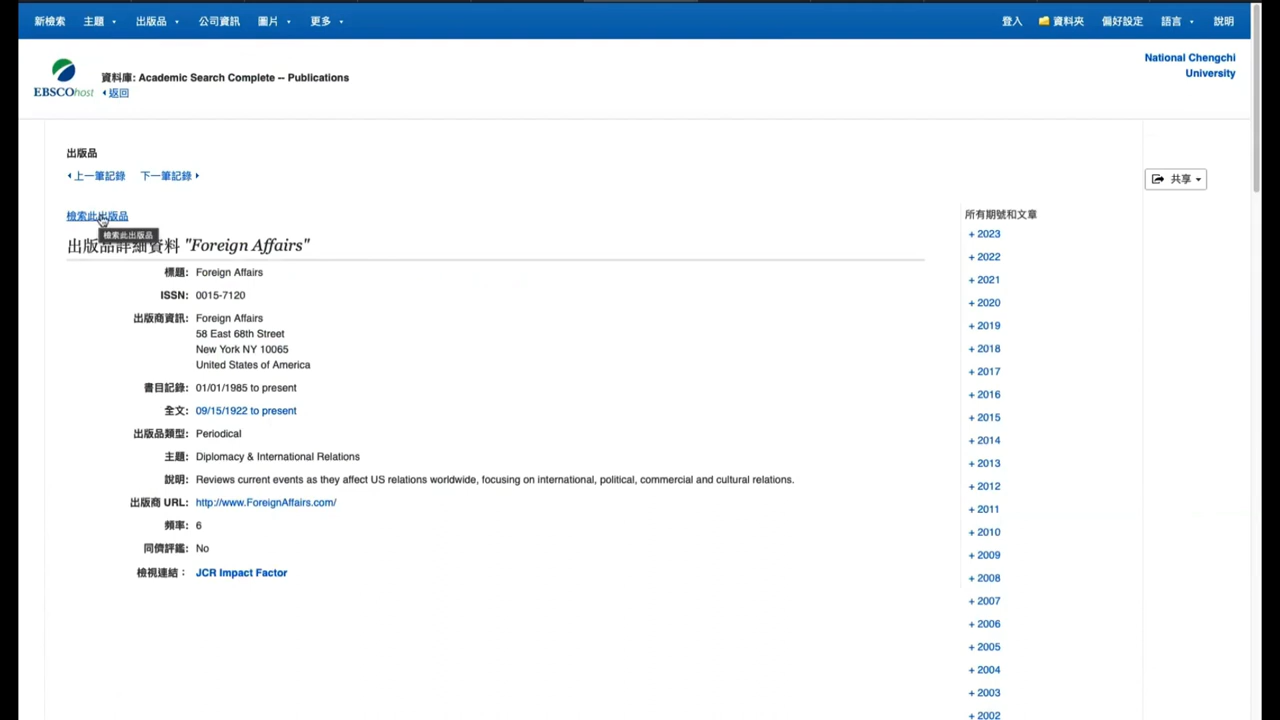 新檢索 主題 出版品 公司資訊 圖片 更多 登入 資料夾 偏好設定 語言 說明
EBSCOhost
資料庫: Academic Search Complete -- Publications
返回
National Chengchi
University
出版品
上一筆記錄 下一筆記錄
共享
檢索此出版品
檢索此出版品
出版品詳細資料 "Foreign Affairs"
標題: Foreign Affairs
ISSN: 0015-7120
出版商資訊: Foreign Affairs
58 East 68th Street
New York NY 10065
United States of America
書目記錄: 01/01/1985 to present
全文: 09/15/1922 to present
出版品類型: Periodical
主題: Diplomacy & International Relations
說明: Reviews current events as they affect US relations worldwide, focusing on international, political, commercial and cultural relations.
出版商 URL: http://www.ForeignAffairs.com/
頻率: 6
同儕評鑑: No
檢視連結： JCR Impact Factor
所有期號和文章
+ 2023
+ 2022
+ 2021
+ 2020
+ 2019
+ 2018
+ 2017
+ 2016
+ 2015
+ 2014
+ 2013
+ 2012
+ 2011
+ 2010
+ 2009
+ 2008
+ 2007
+ 2006
+ 2005
+ 2004
+ 2003
+ 2002